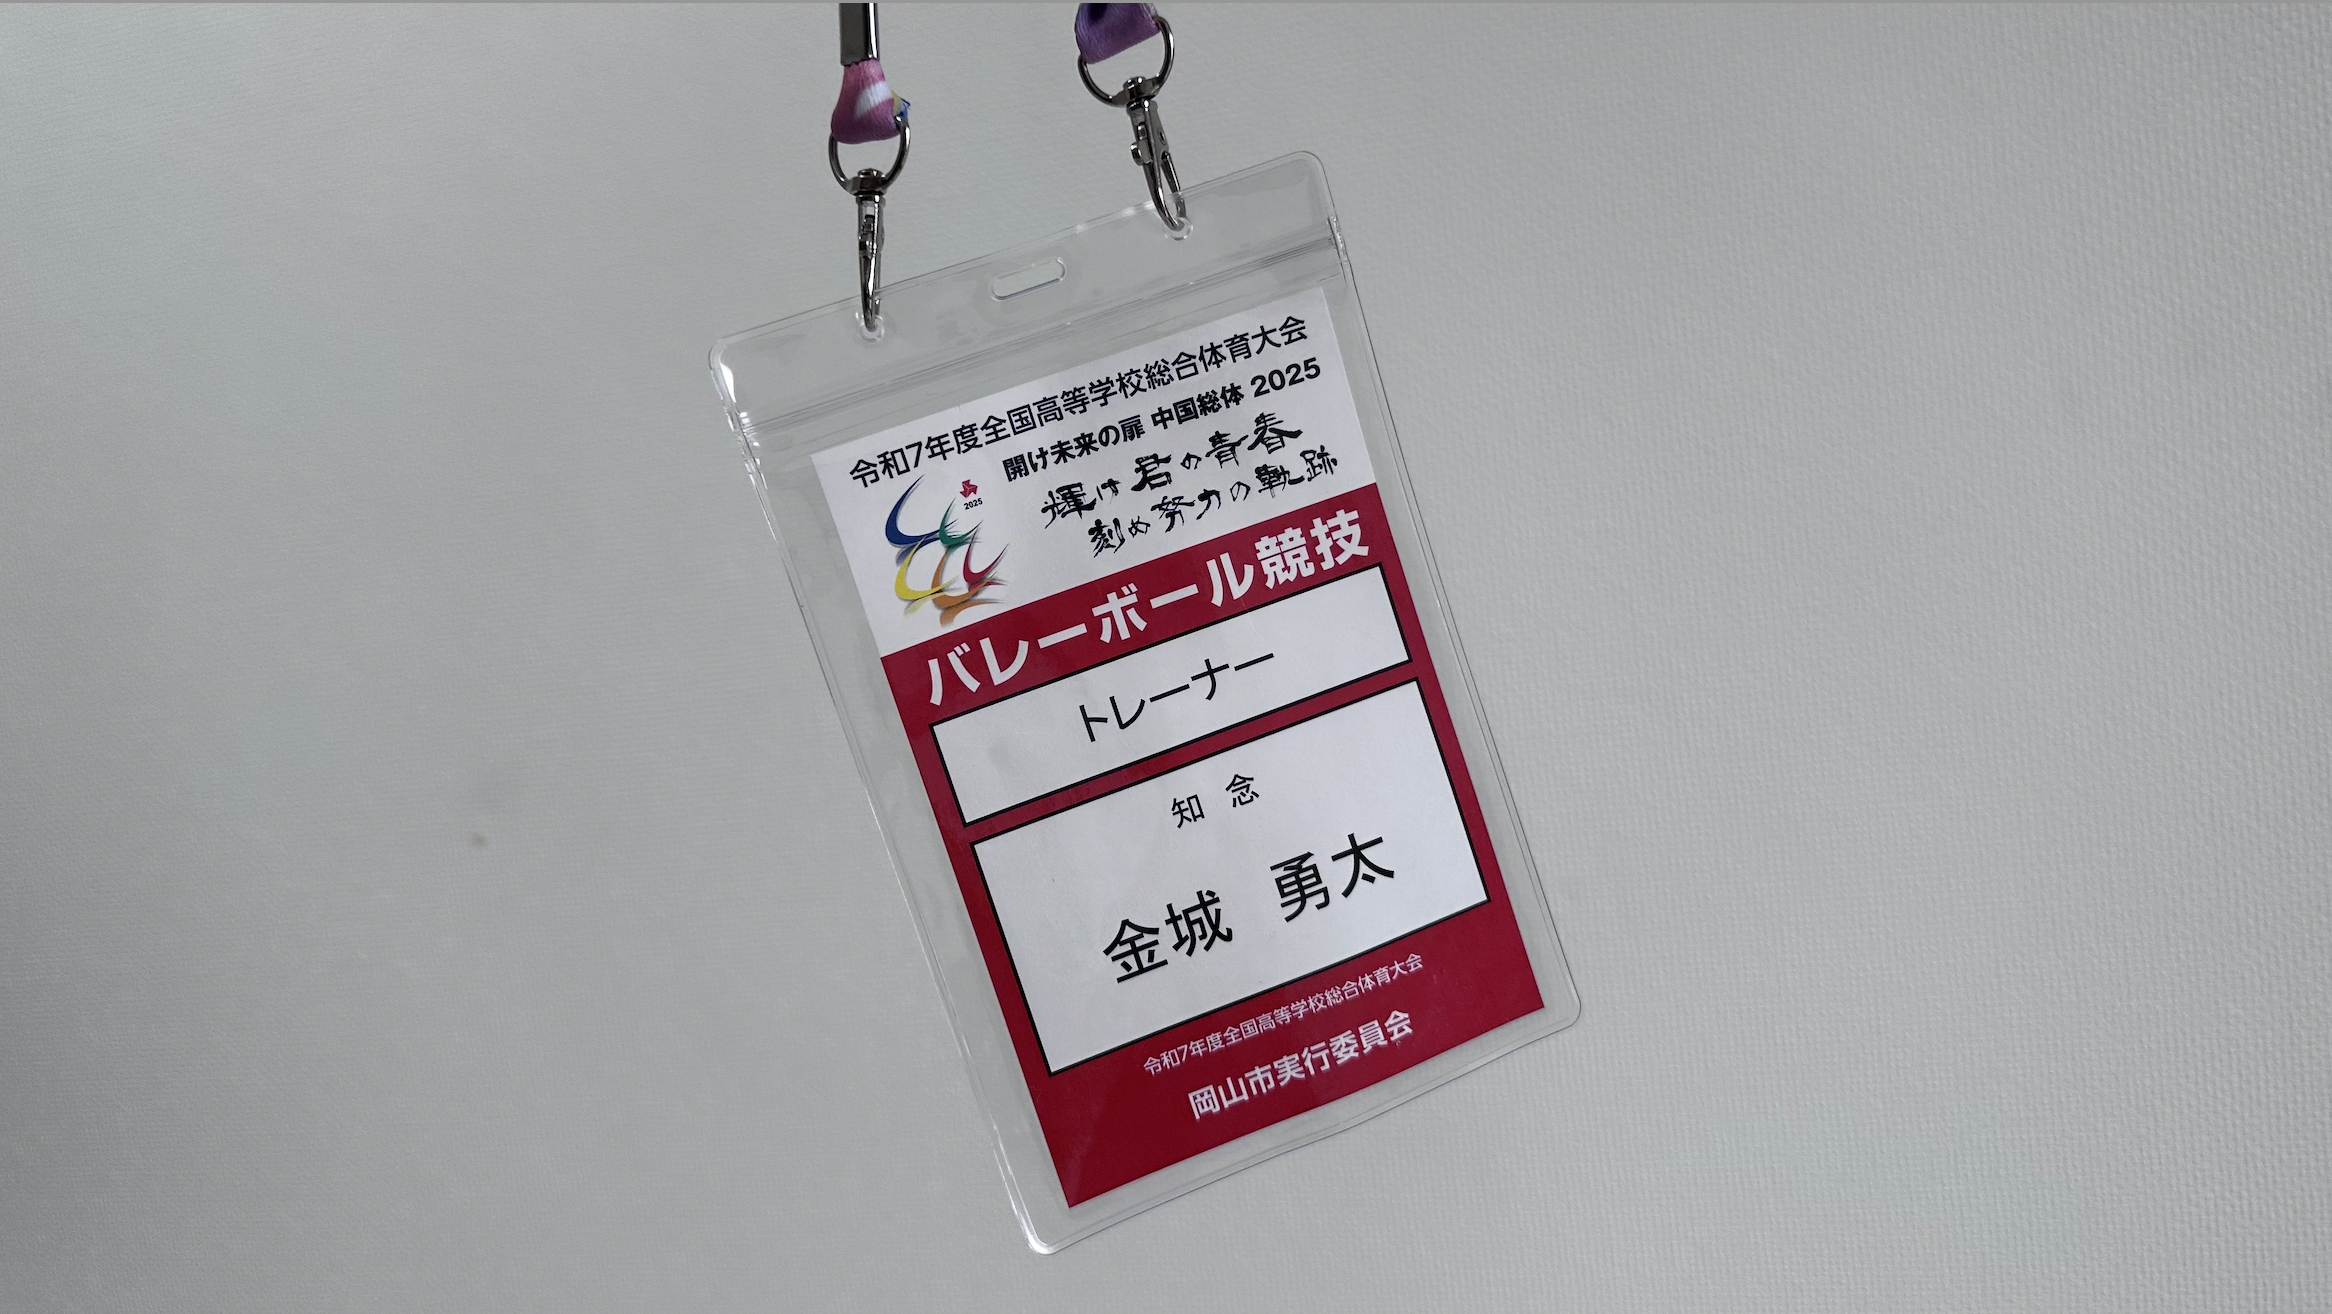 令和7年度全国高等学校総合体育大会
開け未来の扉 中国総体 2025
輝け君の青春
刻め努力の軌跡
2025
バレーボール競技
トレーナー
知念
金城 勇太
令和7年度全国高等学校総合体育大会
岡山市実行委員会